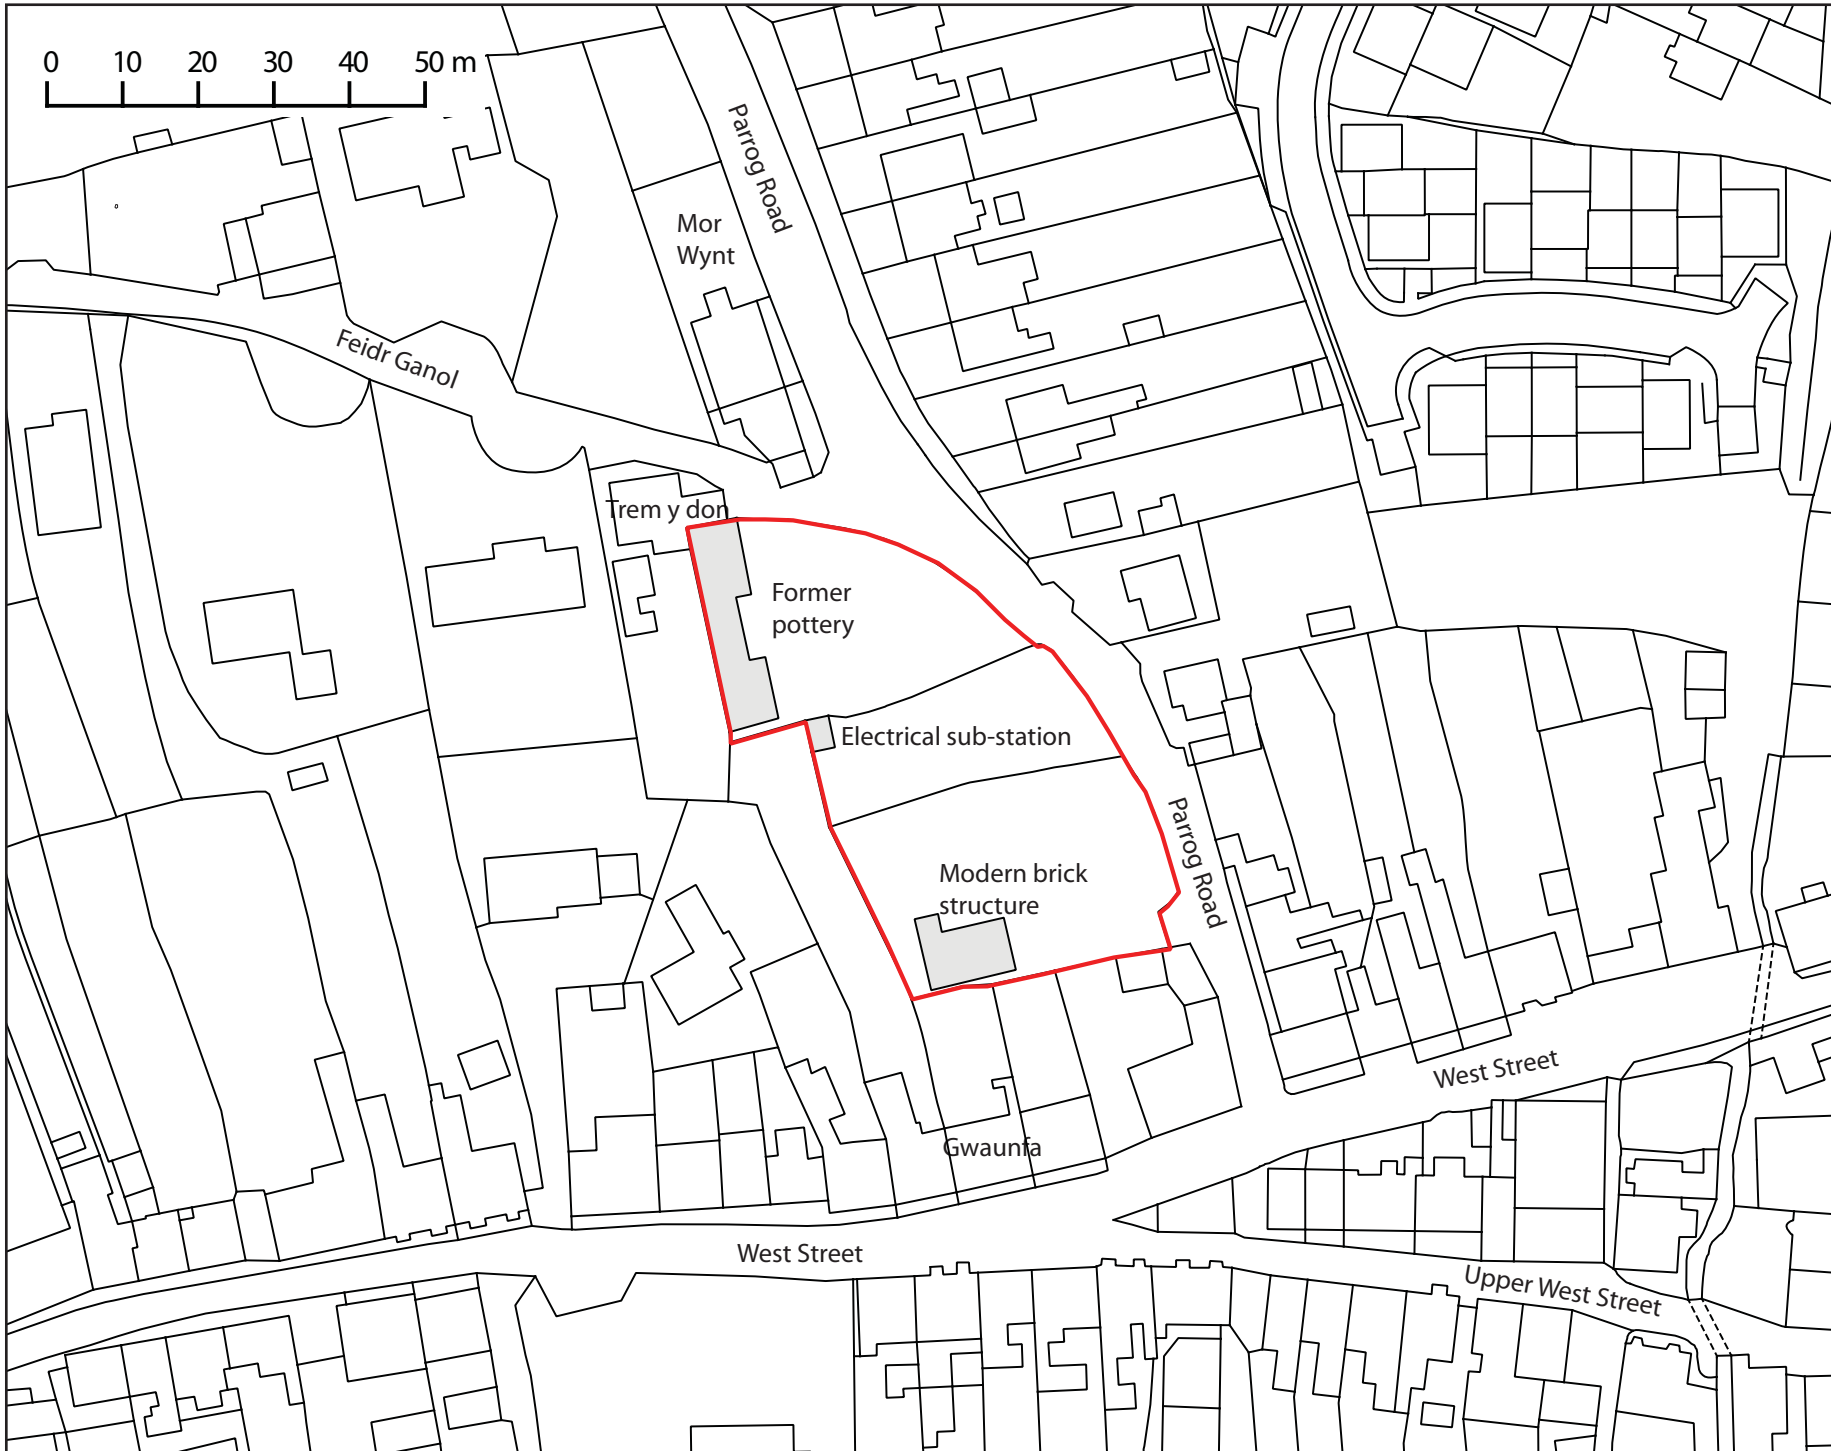 0 10 20 30 40 50 m
Parrog Road
Mor
Wynt
Feidr Ganol
Trem y don
Former
pottery
Electrical sub-station
Parrog Road
Modern brick
structure
West Street
Gwaunfa
West Street
Upper West Street